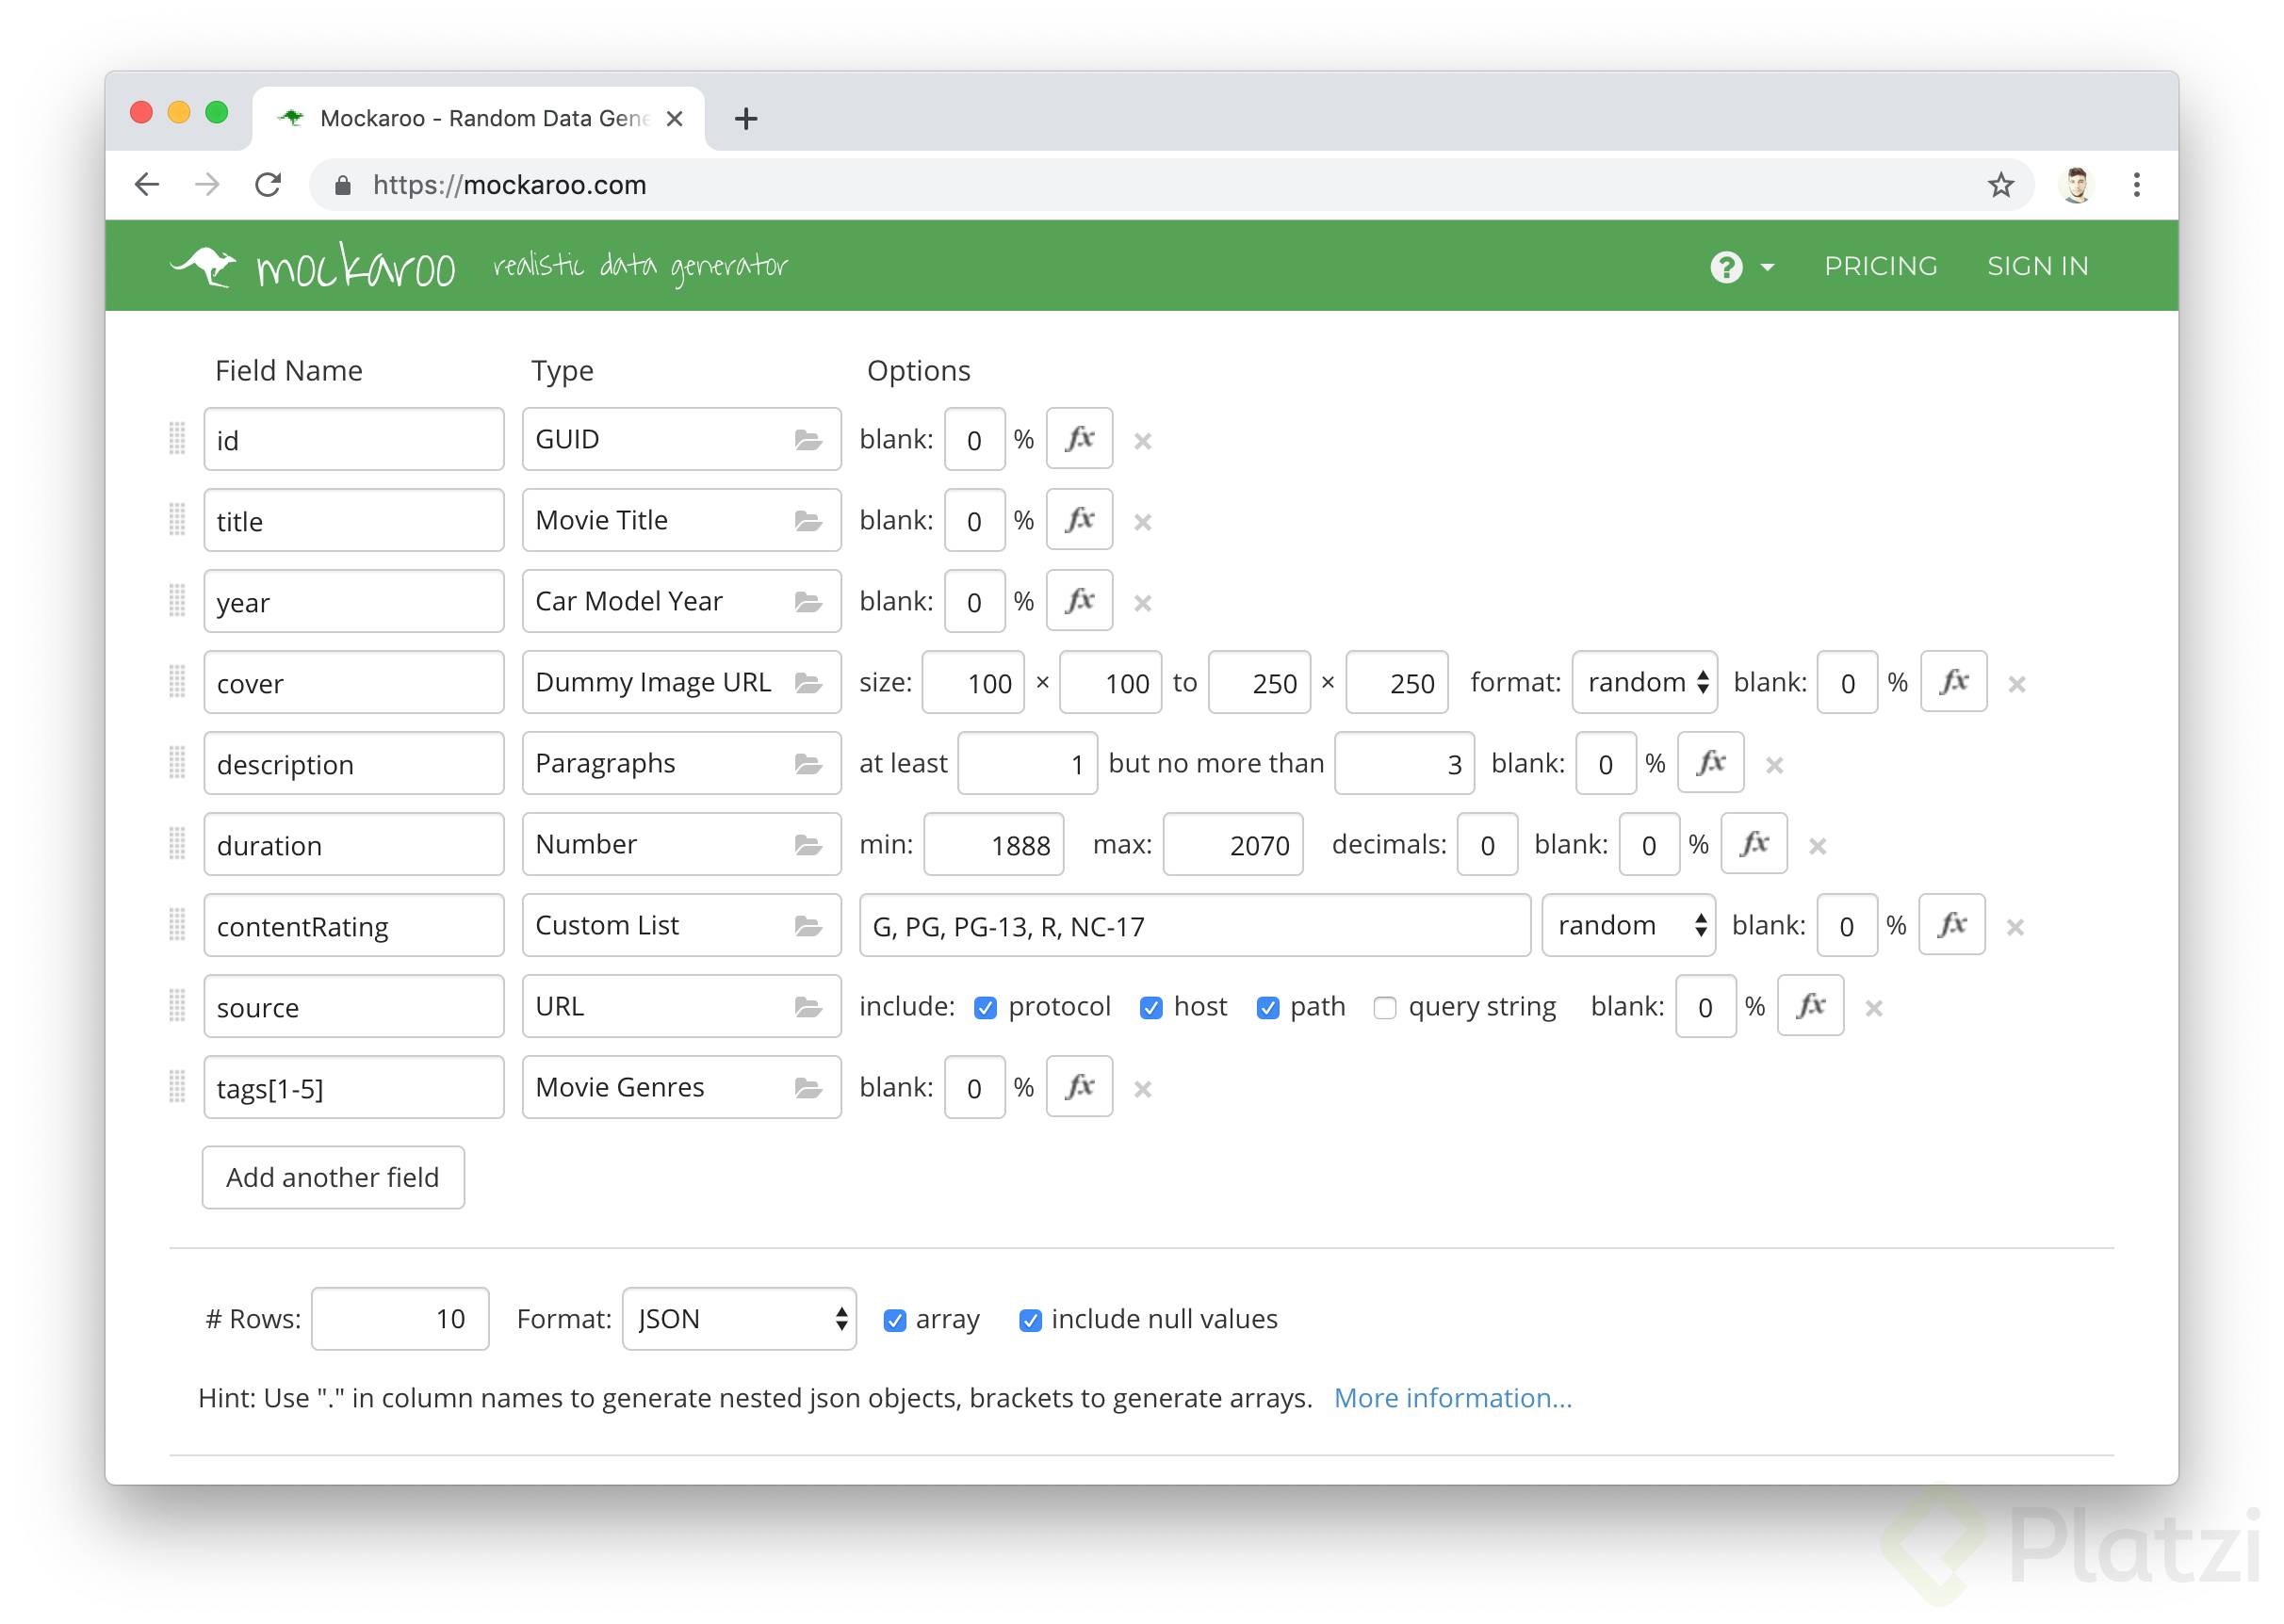 Mockaroo - Random Data Gene
https://mockaroo.com
mockaroo realistic data generator ? PRICING SIGN IN
Field Name Type Options
id GUID blank: 0 % fx
title Movie Title blank: 0 % fx
year Car Model Year blank: 0 % fx
cover Dummy Image URL size: 100 × 100 to 250 × 250 format: random blank: 0 % fx
description Paragraphs at least 1 but no more than 3 blank: 0 % fx
duration Number min: 1888 max: 2070 decimals: 0 blank: 0 % fx
contentRating Custom List G, PG, PG-13, R, NC-17 random blank: 0 % fx
source URL include: protocol host path query string blank: 0 % fx
tags[1-5] Movie Genres blank: 0 % fx
Add another field
# Rows: 10 Format: JSON array include null values
Hint: Use "." in column names to generate nested json objects, brackets to generate arrays. More information...
Platzi